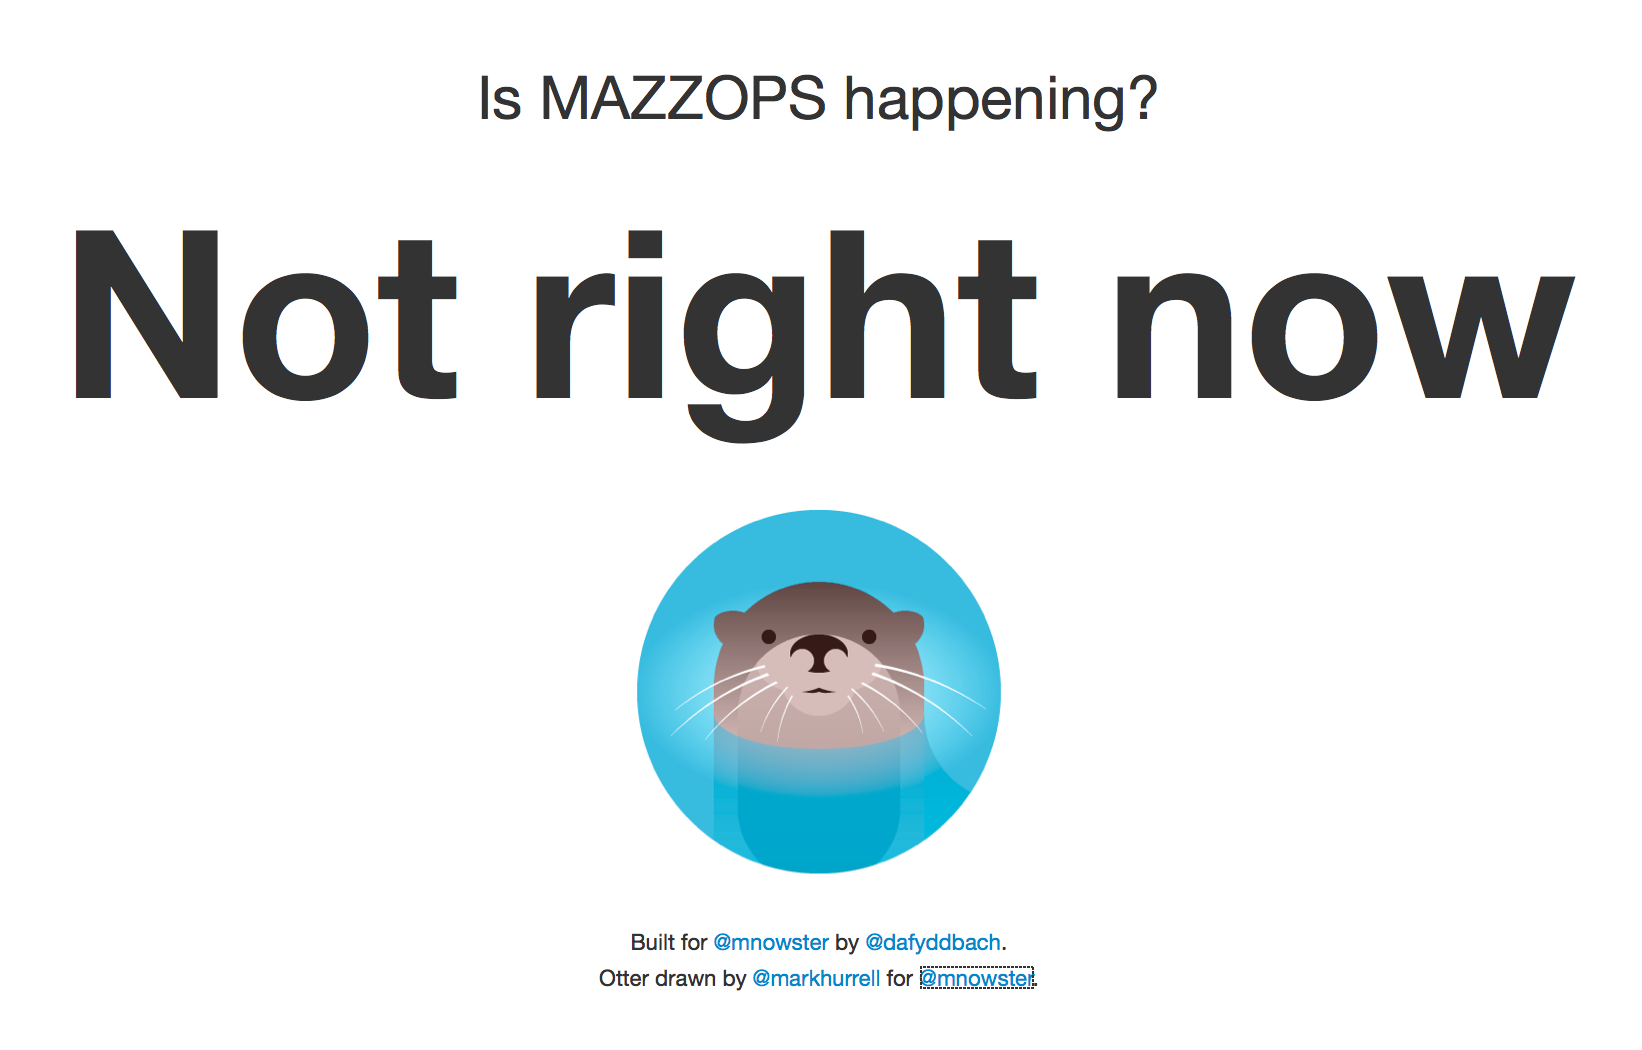 Is MAZZOPS happening?
Not right now
Built for @mnowster by @dafyddbach.
Otter drawn by @markhurrell for @mnowster.